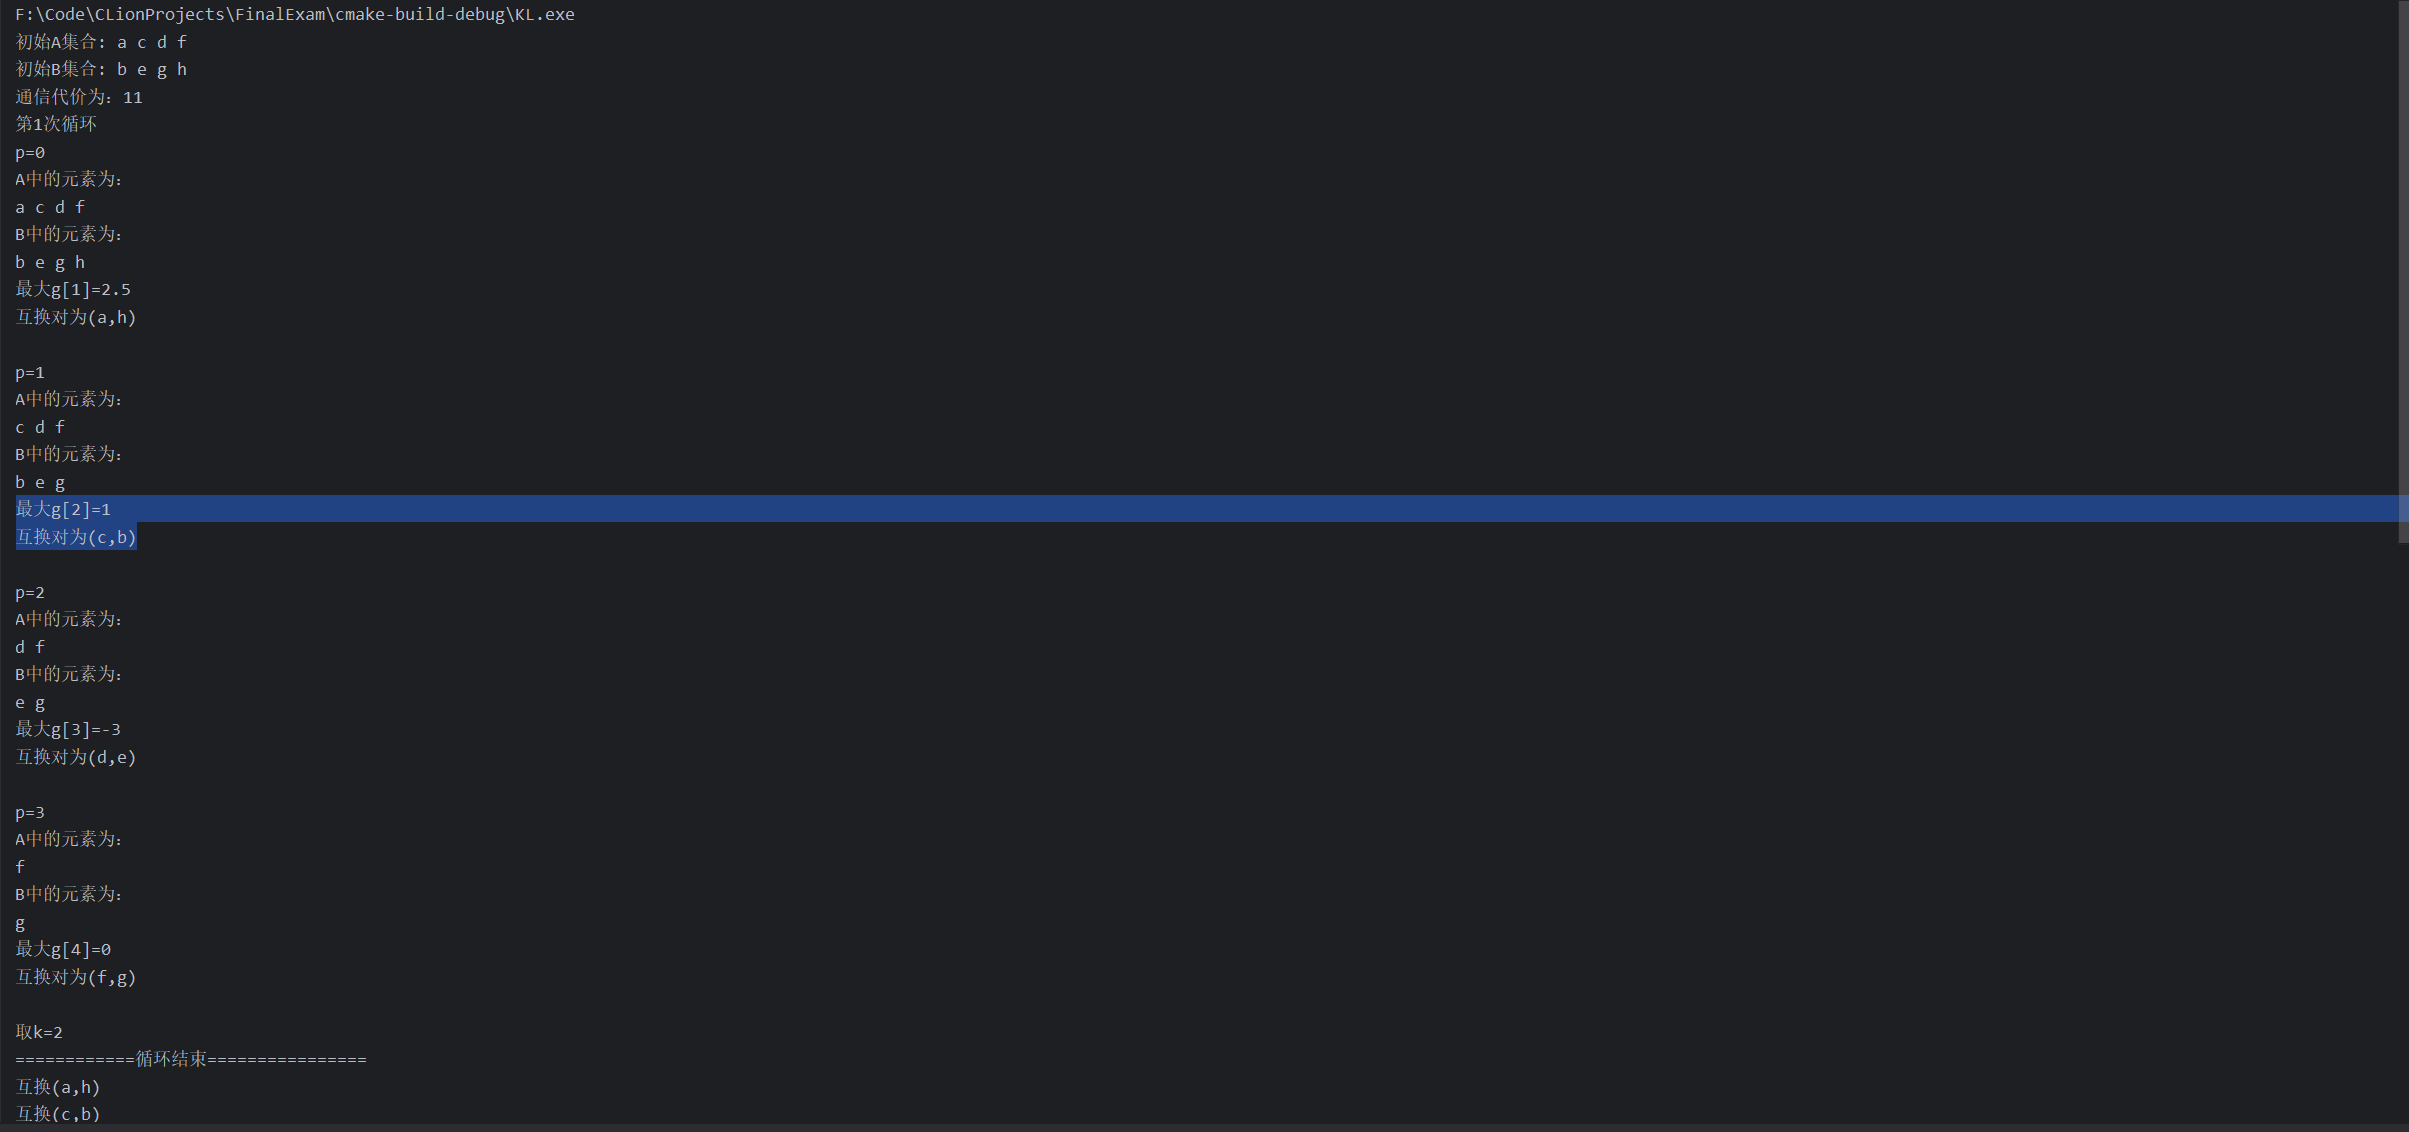 F:\Code\CLionProjects\FinalExam\cmake-build-debug\KL.exe
初始A集合: a c d f
初始B集合: b e g h
通信代价为: 11
第1次循环
p=0
A中的元素为:
a c d f
B中的元素为:
b e g h
最大g[1]=2.5
互换对为(a,h)
p=1
A中的元素为:
c d f
B中的元素为:
b e g
最大g[2]=1
互换对为(c,b)
p=2
A中的元素为:
d f
B中的元素为:
e g
最大g[3]=-3
互换对为(d,e)
p=3
A中的元素为:
f
B中的元素为:
g
最大g[4]=0
互换对为(f,g)
取k=2
============循环结束================
互换(a,h)
互换(c,b)